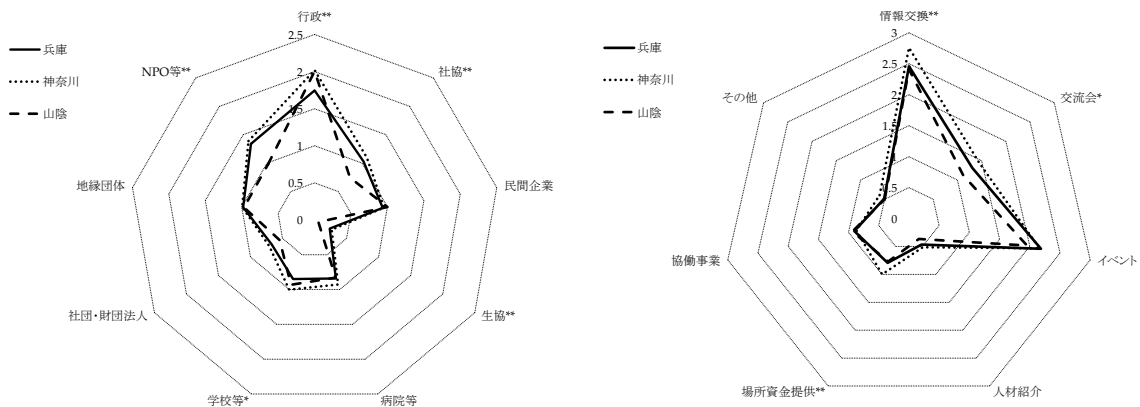 行政**
2.5
2
1.5
1
0.5
0
兵庫
神奈川
山陰
社協**
民間企業
生協**
病院等
学校等*
社団・財団法人
地縁団体
NPO等**
情報交換**
3
2.5
2
1.5
1
0.5
0
兵庫
神奈川
山陰
交流会*
イベント
人材紹介
場所資金提供**
協働事業
その他